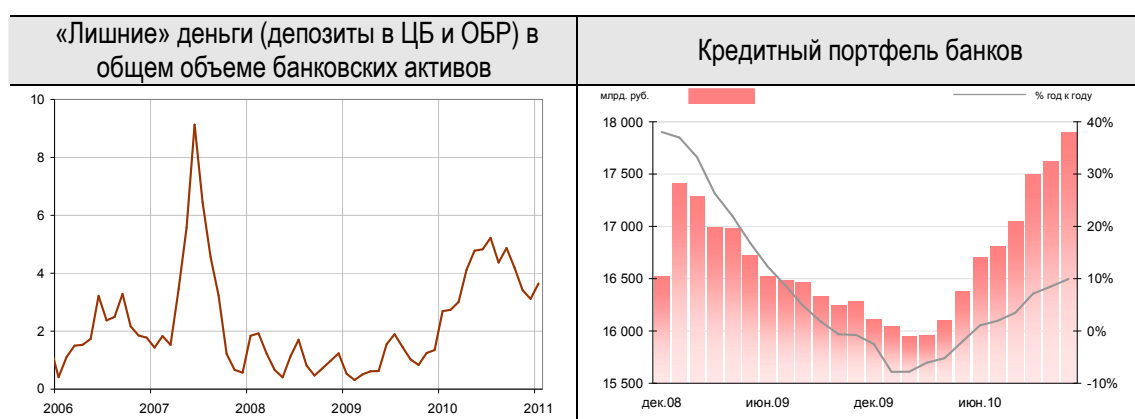 «Лишние» деньги (депозиты в ЦБ и ОБР) в
общем объеме банковских активов
Кредитный портфель банков
10
8
6
4
2
0
2006 2007 2008 2009 2010 2011
млрд. руб. % год к году
18 000 40%
17 500 30%
17 000 20%
16 500 10%
16 000 0%
15 500 -10%
дек.08 июн.09 дек.09 июн.10